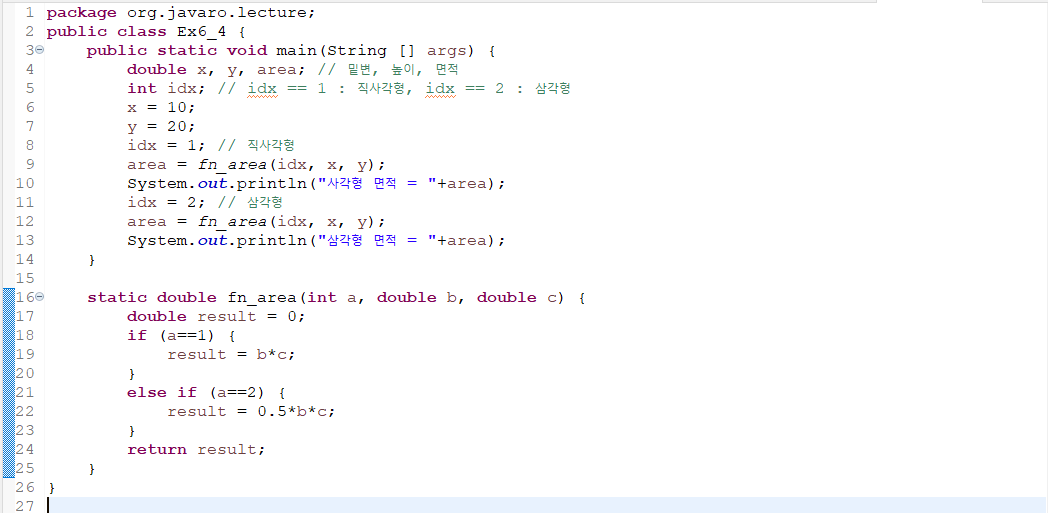 1 package org.javaro.lecture;
2 public class Ex6_4 {
3 public static void main(String [] args) {
4 double x, y, area; // 밑변, 높이, 면적
5 int idx; // idx == 1 : 직사각형, idx == 2 : 삼각형
6 x = 10;
7 y = 20;
8 idx = 1; // 직사각형
9 area = fn_area(idx, x, y);
10 System.out.println("사각형 면적 = "+area);
11 idx = 2; // 삼각형
12 area = fn_area(idx, x, y);
13 System.out.println("삼각형 면적 = "+area);
14 }
15
16 static double fn_area(int a, double b, double c) {
17 double result = 0;
18 if (a==1) {
19 result = b*c;
20 }
21 else if (a==2) {
22 result = 0.5*b*c;
23 }
24 return result;
25 }
26 }
27